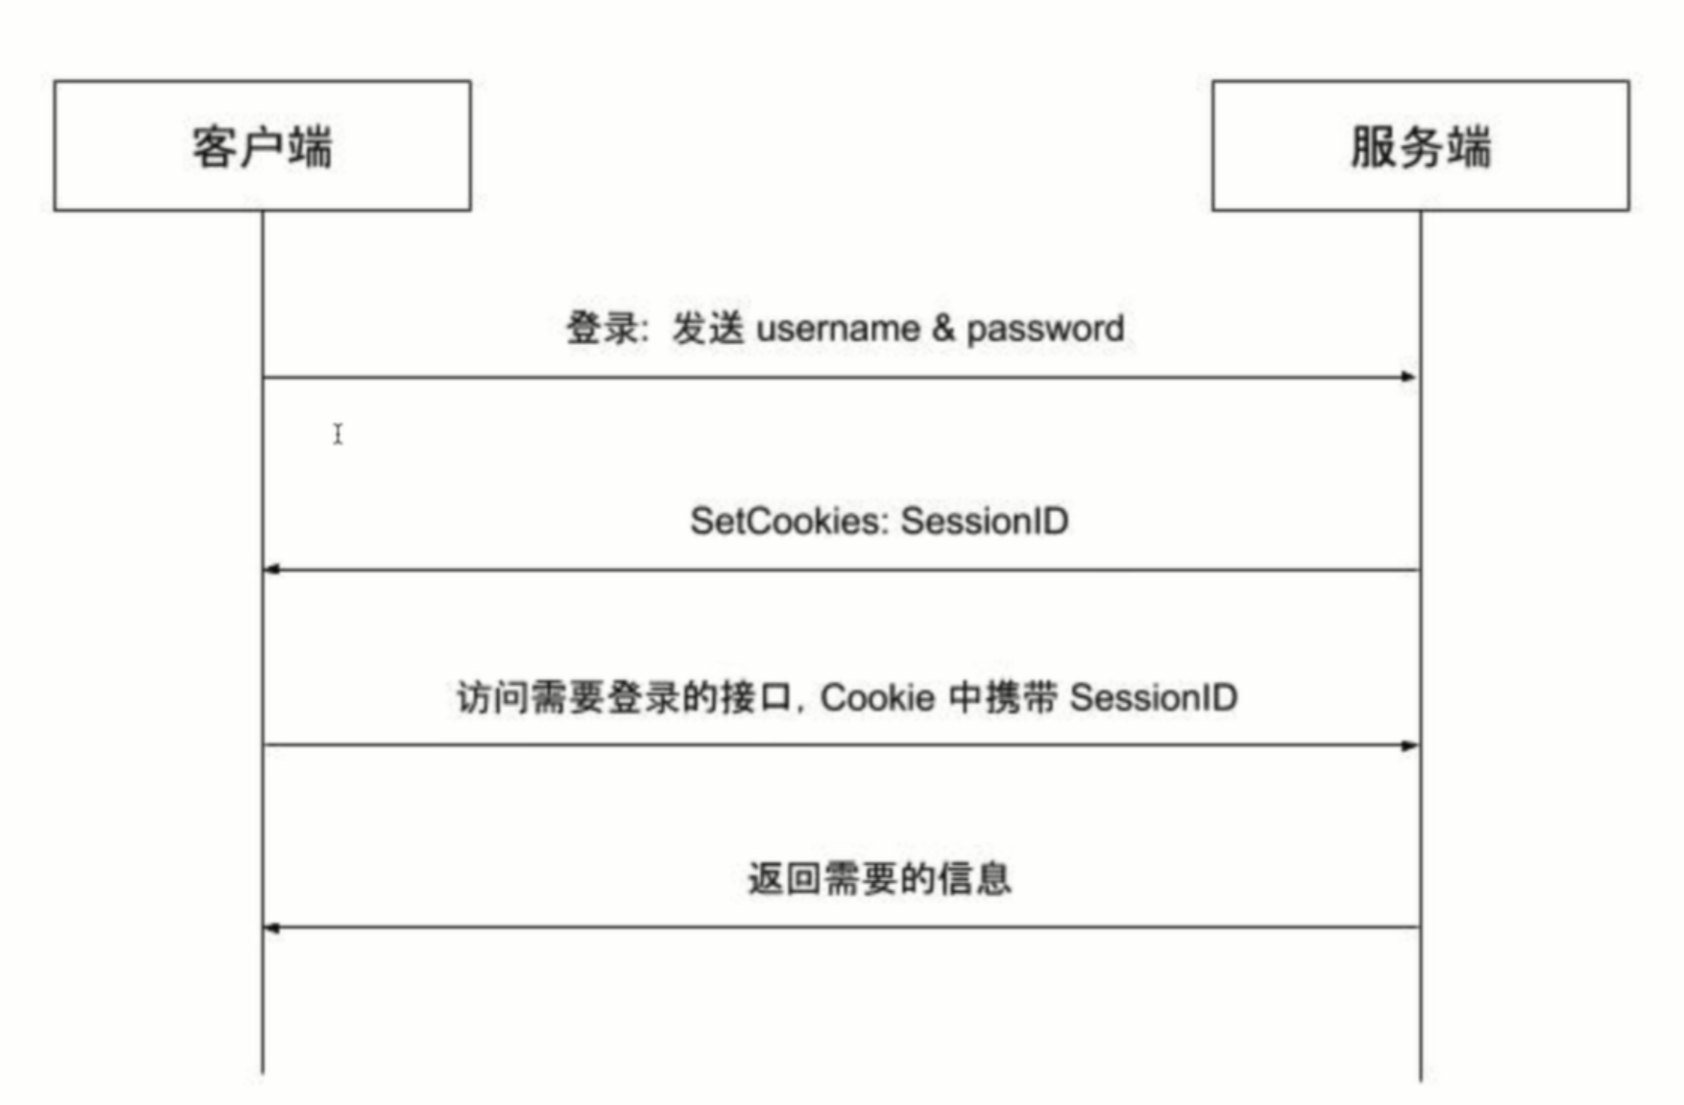 客户端
服务端
登录: 发送 username & password
SetCookies: SessionID
访问需要登录的接口, Cookie 中携带 SessionID
返回需要的信息